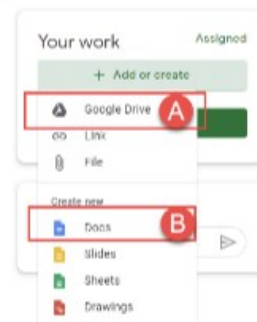 Your work
Assigned
+ Add or create
Google Drive
A
Link
File
Create new
Docs
B
Slides
Sheets
Drawings